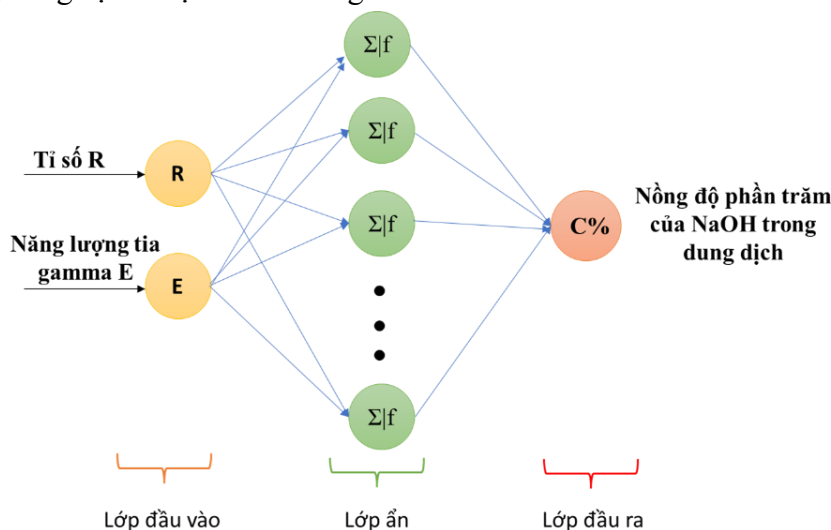 Σ|f
Σ|f
Tỉ số R
R
Σ|f
C%
Nồng độ phần trăm
của NaOH trong
dung dịch
Năng lượng tia
gamma E
E
Σ|f
Lớp đầu vào
Lớp ẩn
Lớp đầu ra